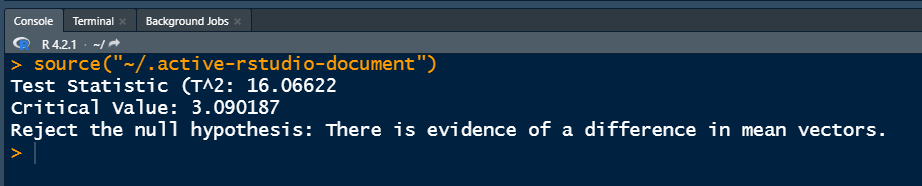 Console Terminal × Background Jobs ×
R 4.2.1 · ~/
> source("~/.active-rstudio-document")
Test Statistic (T^2: 16.06622
Critical Value: 3.090187
Reject the null hypothesis: There is evidence of a difference in mean vectors.
>